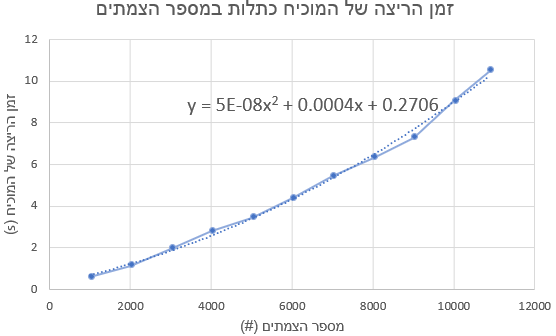 זמן הריצה של המוכיח כתלות במספר הצמתים
12
10
8
6
4
2
0
זמן הריצה של המוכיח (s)
y = 5E-08x² + 0.0004x + 0.2706
0 2000 4000 6000 8000 10000 12000
מספר הצמתים (#)